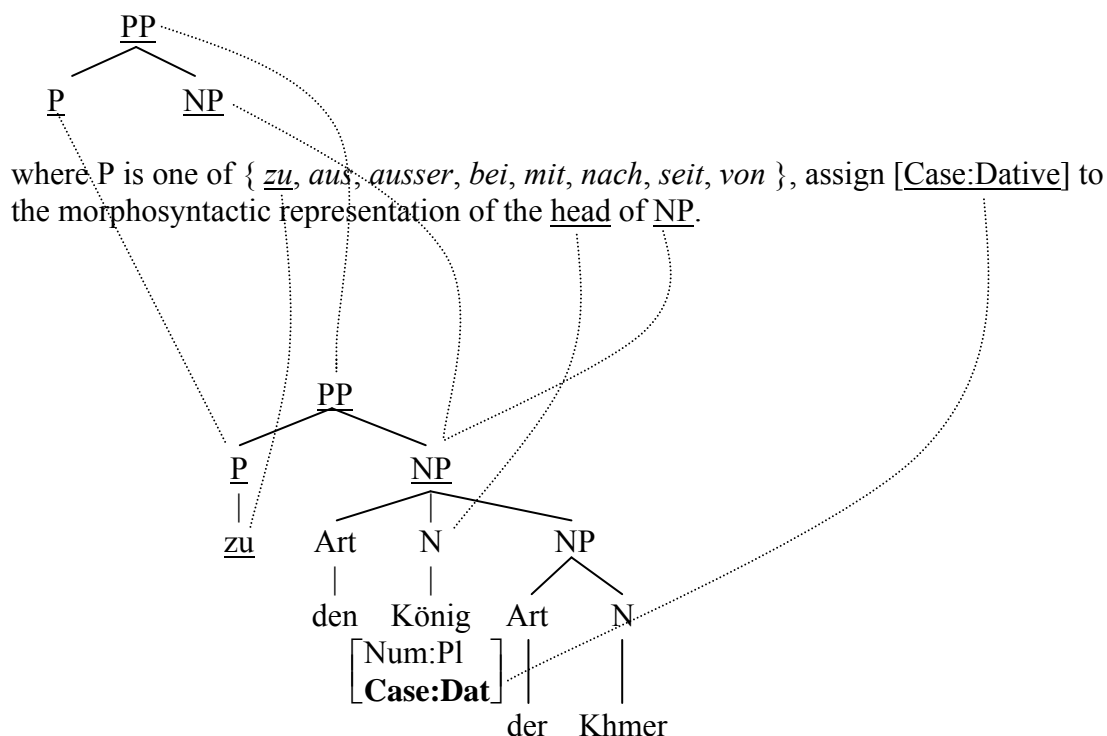 PP
P NP
where P is one of { zu, aus, ausser, bei, mit, nach, seit, von }, assign [Case:Dative] to
the morphosyntactic representation of the head of NP.
PP
P NP
zu Art N NP
den König Art N
Num:Pl
Case:Dat
der Khmer